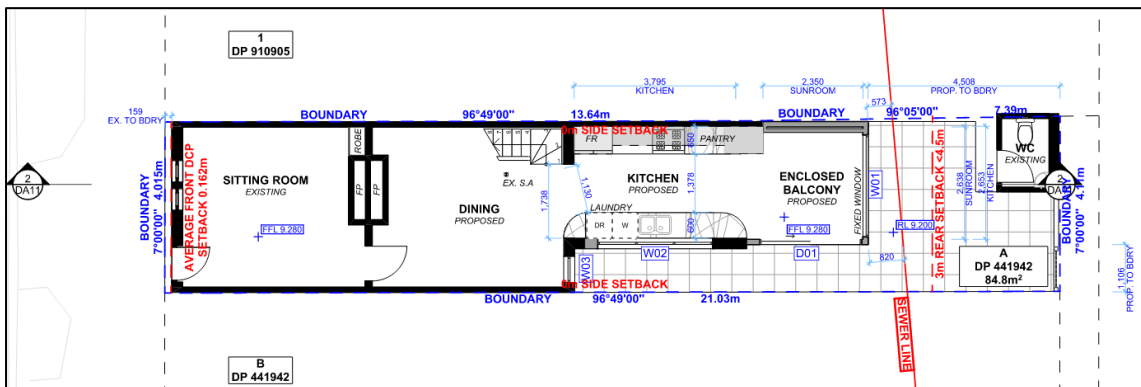 1
DP 910905
3,795
KITCHEN
2,350
SUNROOM
4,508
PROP. TO BDRY
573
159
EX. TO BDRY
BOUNDARY
96°49'00"
13.64m
BOUNDARY
96°05'00"
7.39m
0m SIDE SETBACK
2
DA11
BOUNDARY
4.015m
7°00'00"
AVERAGE FRONT DCP
SETBACK 0.162m
SITTING ROOM
EXISTING
FFL 9.280
ROBE
FP
FP
EX. S.A
DINING
PROPOSED
1,738
1,130
FR
PANTRY
650
1,378
600
KITCHEN
PROPOSED
LAUNDRY
DR
W
ENCLOSED
BALCONY
PROPOSED
FFL 9.280
W01
FIXED WINDOW
RL 9.200
820
3m REAR SETBACK <4.5m
2,638
SUNROOM
2,653
KITCHEN
WC
EXISTING
2
BOUNDARY
7°00'00"
W03
W02
D01
0m SIDE SETBACK
BOUNDARY
96°49'00"
21.03m
A
DP 441942
84.8m²
1,106
PROP. TO BDRY
SEWER LINE
B
DP 441942